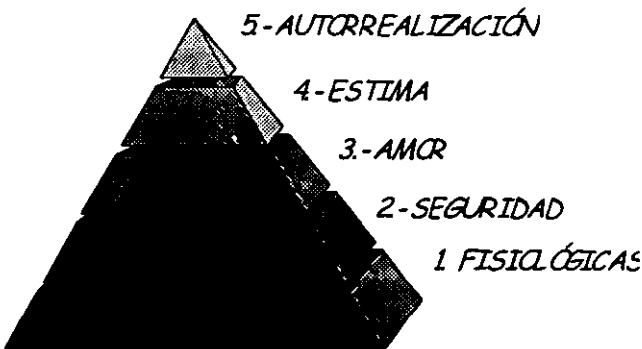 5.-AUTORREALIZACIÓN
4.-ESTIMA
3.-AMOR
2-SEGURIDAD
1 FISIOLÓGICAS